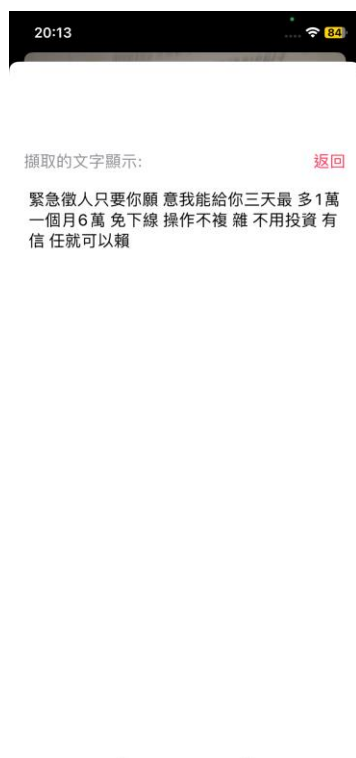 20:13
84
擷取的文字顯示:
返回
緊急徵人只要你願 意我能給你三天最 多1萬
一個月6萬 免下線 操作不複 雜 不用投資 有
信 任就可以賴